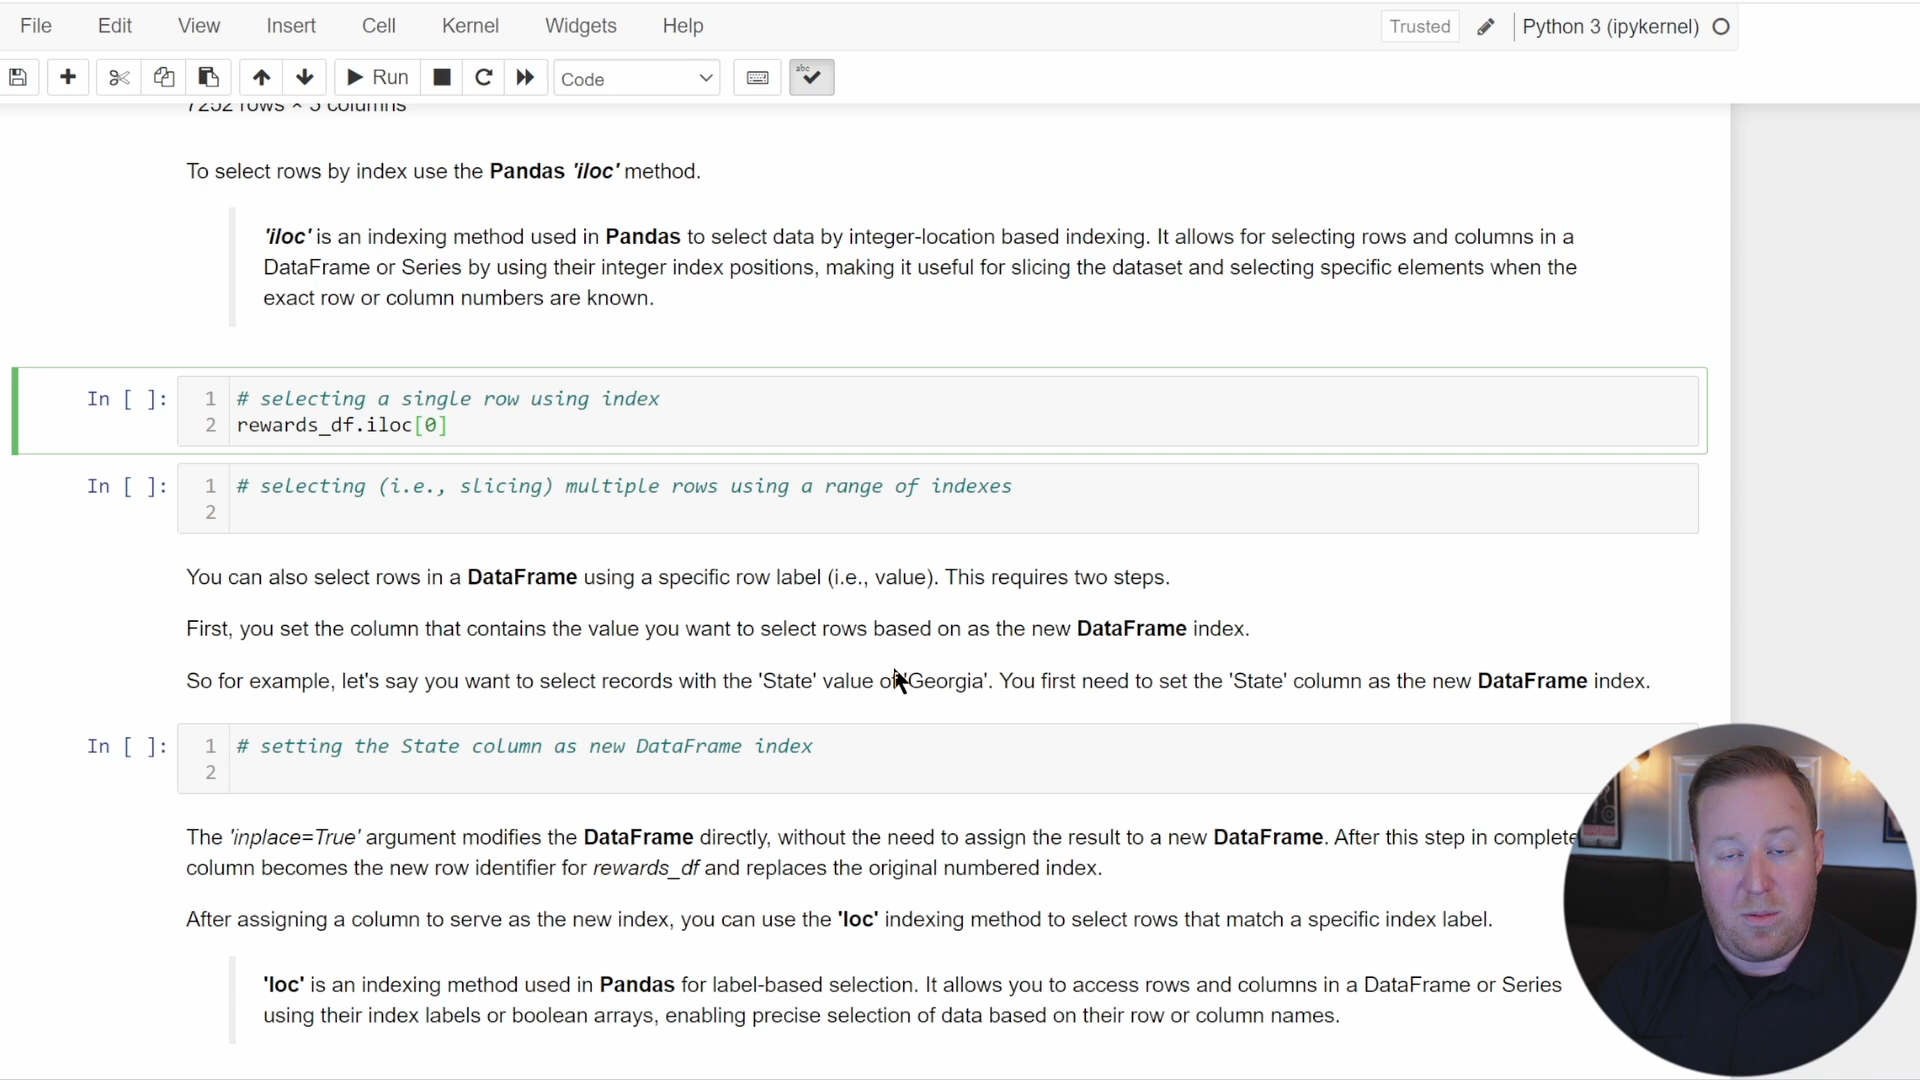 File Edit View Insert Cell Kernel Widgets Help Trusted Python 3 (ipykernel)
Run Code abc
7252 rows × 5 columns
To select rows by index use the Pandas 'iloc' method.
'iloc' is an indexing method used in Pandas to select data by integer-location based indexing. It allows for selecting rows and columns in a
DataFrame or Series by using their integer index positions, making it useful for slicing the dataset and selecting specific elements when the
exact row or column numbers are known.
In [ ]: 1 # selecting a single row using index
2 rewards_df.iloc[0]
In [ ]: 1 # selecting (i.e., slicing) multiple rows using a range of indexes
2
You can also select rows in a DataFrame using a specific row label (i.e., value). This requires two steps.
First, you set the column that contains the value you want to select rows based on as the new DataFrame index.
So for example, let's say you want to select records with the 'State' value of 'Georgia'. You first need to set the 'State' column as the new DataFrame index.
In [ ]: 1 # setting the State column as new DataFrame index
2
The 'inplace=True' argument modifies the DataFrame directly, without the need to assign the result to a new DataFrame. After this step in complete
column becomes the new row identifier for rewards_df and replaces the original numbered index.
After assigning a column to serve as the new index, you can use the 'loc' indexing method to select rows that match a specific index label.
'loc' is an indexing method used in Pandas for label-based selection. It allows you to access rows and columns in a DataFrame or Series
using their index labels or boolean arrays, enabling precise selection of data based on their row or column names.